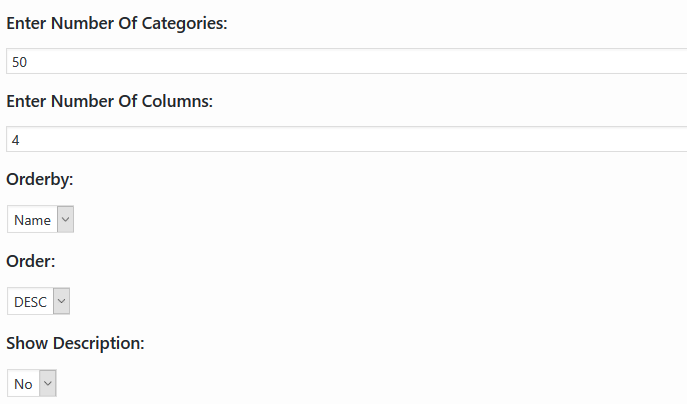 Enter Number Of Categories:
50
Enter Number Of Columns:
4
Orderby:
Name
Order:
DESC
Show Description:
No